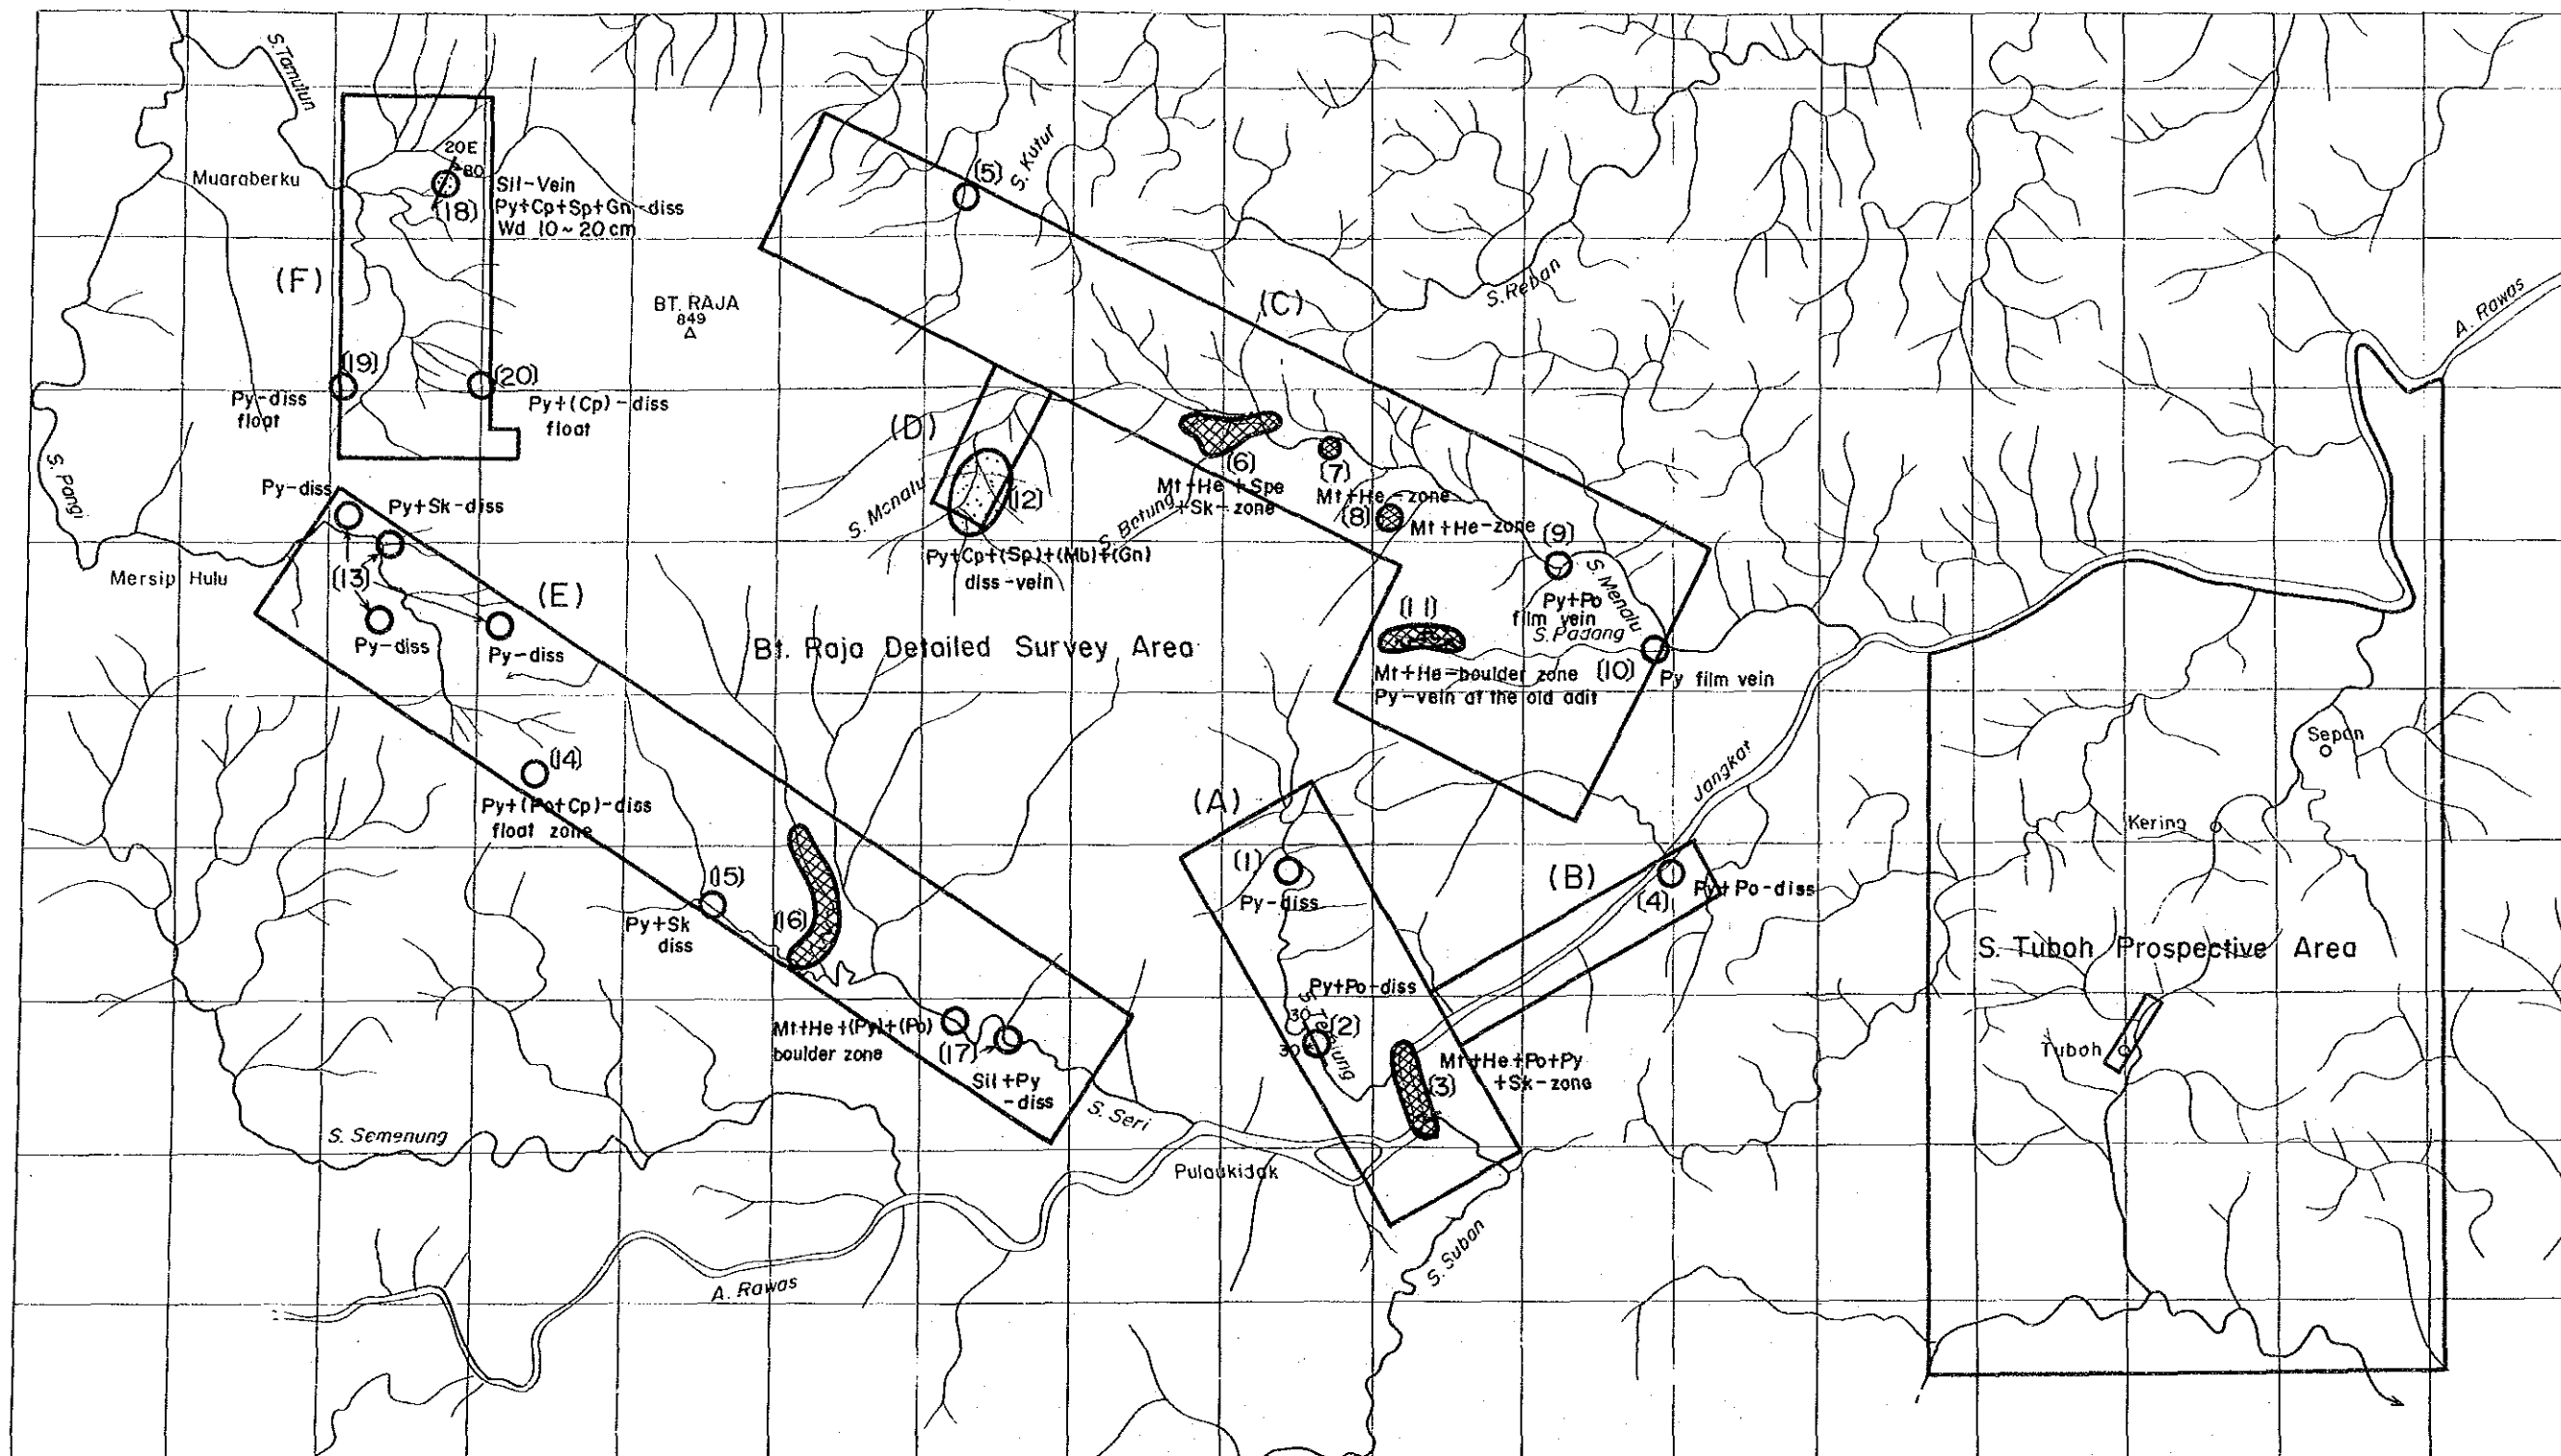 S. Tamutun
20E
80
Muaraberku
(18)
Sil-Vein
Py+Cp+Sp+Gn-diss
Wd 10~20cm
(F)
(5)
S. Kutur
(C)
S. Reban
A. Rawas
BT. RAJA
849
(19)
Py-diss
float
(20)
Py+(Cp)-diss
float
(D)
(6)
Mt+He+Spe
+Sk-zone
(7)
Mt+He-zone
(8)
Mt+He-zone
(9)
Py+Po
film vein
S. Menalu
S. Padang
(10)
Py film vein
(11)
Mt+He-boulder zone
Py-vein at the old adit
(12)
S. Menalu
S. Betung
Py+Cp+(Sp)+(Mb)+(Gn)
diss-vein
S. Pangi
Py-diss
Py+Sk-diss
(13)
Mersip Hulu
(E)
Py-diss
Py-diss
Bt. Raja Detailed Survey Area
(14)
Py+(Po+Cp)-diss
float zone
(15)
Py+Sk
diss
(16)
Mt+He+(Py)+(Po)
boulder zone
(17)
Sil+Py
-diss
S. Seri
S. Semenung
(A)
(1)
Py-diss
(B)
Jangkat
(4)
Py+Po-diss
Py+Po-diss
30
30
(2)
(3)
Mt+He+Po+Py
+Sk-zone
Pulaukidak
S. Suban
A. Rawas
Sepan
Kering
S. Tuboh Prospective Area
Tuboh